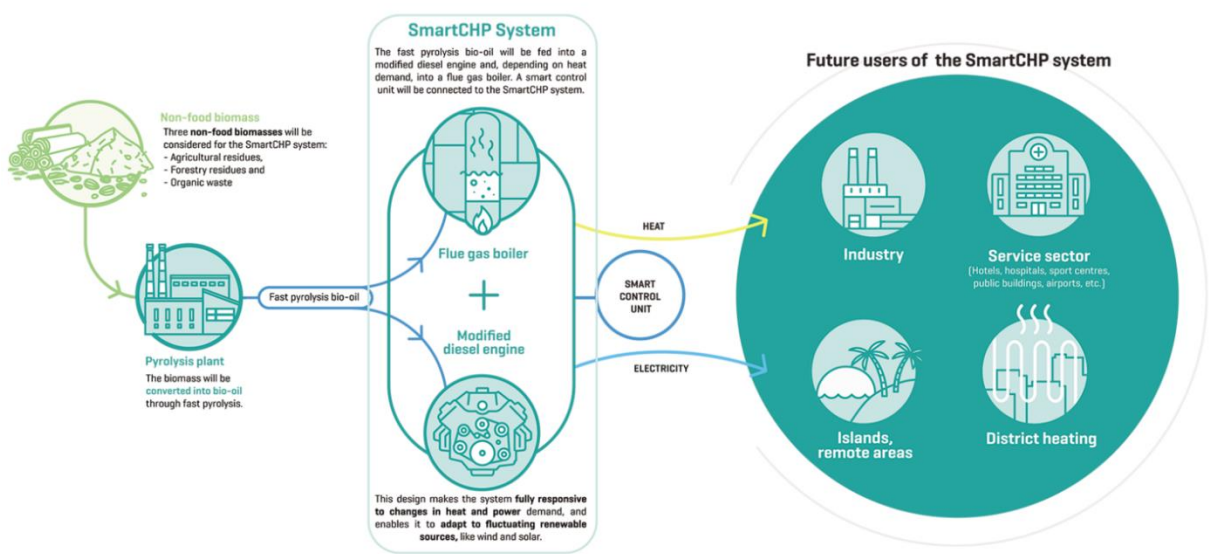 Non-food biomass
Three non-food biomasses will be
considered for the SmartCHP system:
- Agricultural residues,
- Forestry residues and
- Organic waste
Pyrolysis plant
The biomass will be
converted into bio-oil
through fast pyrolysis.
Fast pyrolysis bio-oil
SmartCHP System
The fast pyrolysis bio-oil will be fed into a
modified diesel engine and, depending on heat
demand, into a flue gas boiler. A smart control
unit will be connected to the SmartCHP system.
Flue gas boiler
+
Modified
diesel engine
This design makes the system fully responsive
to changes in heat and power demand, and
enables it to adapt to fluctuating renewable
sources, like wind and solar.
HEAT
SMART
CONTROL
UNIT
ELECTRICITY
Future users of the SmartCHP system
Industry
Service sector
(Hotels, hospitals, sport centres,
public buildings, airports, etc.)
Islands,
remote areas
District heating